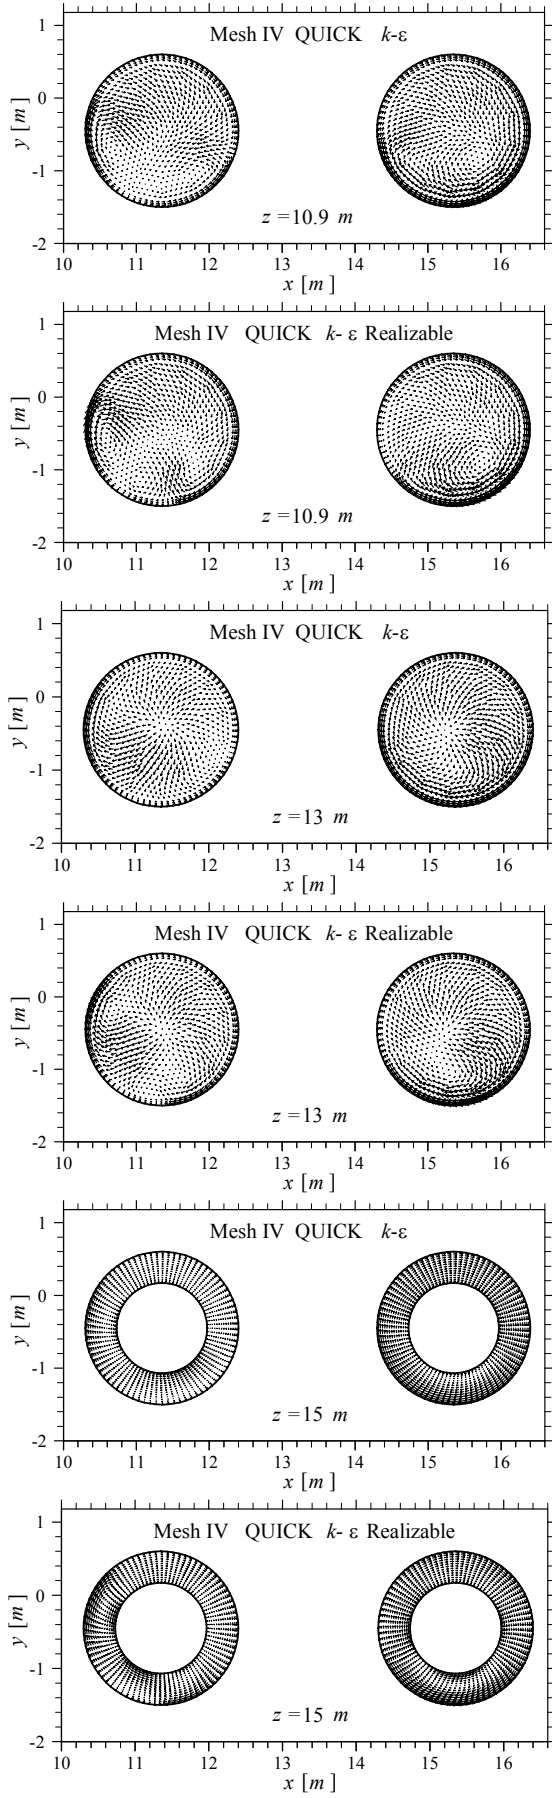 Mesh IV QUICK k-ε
1
0
-1
-2
y [m]
z =10.9 m
10 11 12 13 14 15 16
x [m]
Mesh IV QUICK k- ε Realizable
1
0
-1
-2
y [m]
z =10.9 m
10 11 12 13 14 15 16
x [m]
Mesh IV QUICK k-ε
1
0
-1
-2
y [m]
z =13 m
10 11 12 13 14 15 16
x [m]
Mesh IV QUICK k- ε Realizable
1
0
-1
-2
y [m]
z =13 m
10 11 12 13 14 15 16
x [m]
Mesh IV QUICK k-ε
1
0
-1
-2
y [m]
z =15 m
10 11 12 13 14 15 16
x [m]
Mesh IV QUICK k- ε Realizable
1
0
-1
-2
y [m]
z =15 m
10 11 12 13 14 15 16
x [m]